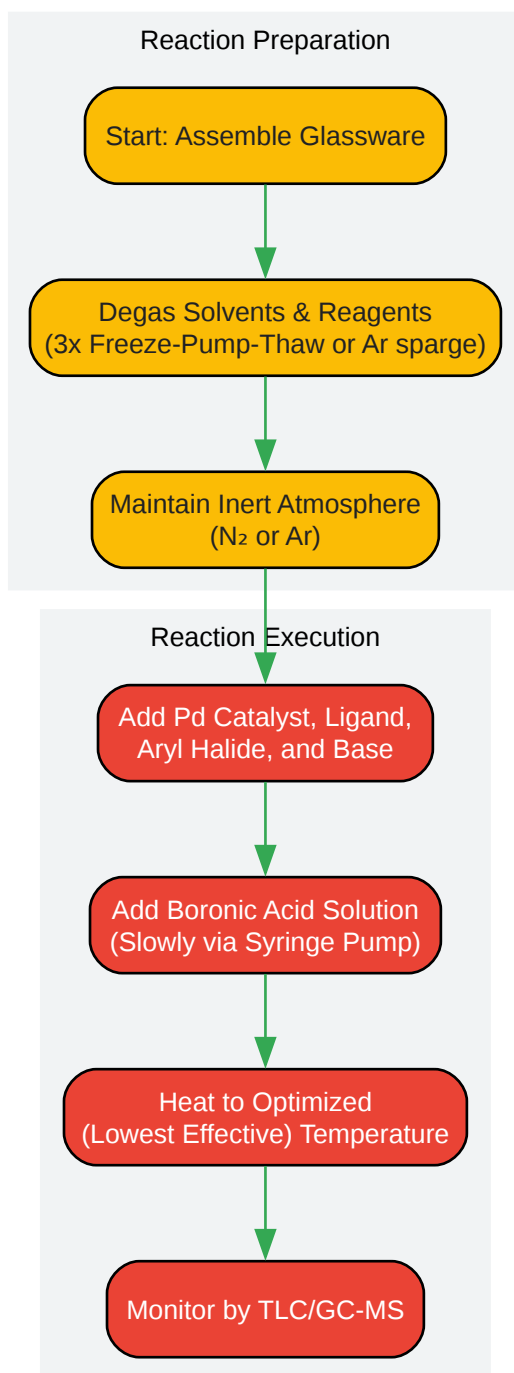 Reaction Preparation
Start: Assemble Glassware
Degas Solvents & Reagents
(3x Freeze-Pump-Thaw or Ar sparge)
Maintain Inert Atmosphere
(N₂ or Ar)
Reaction Execution
Add Pd Catalyst, Ligand,
Aryl Halide, and Base
Add Boronic Acid Solution
(Slowly via Syringe Pump)
Heat to Optimized
(Lowest Effective) Temperature
Monitor by TLC/GC-MS